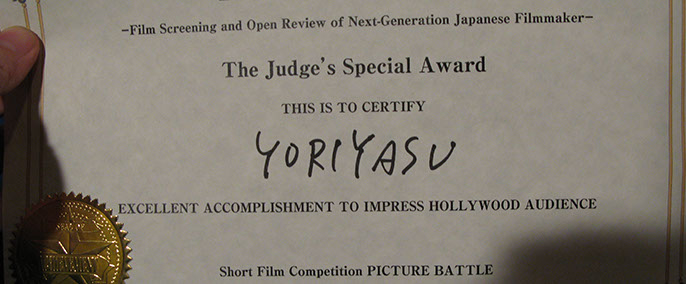 -Film Screening and Open Review of Next-Generation Japanese Filmmaker-
The Judge's Special Award
THIS IS TO CERTIFY
YORIYASU
EXCELLENT ACCOMPLISHMENT TO IMPRESS HOLLYWOOD AUDIENCE
Short Film Competition PICTURE BATTLE